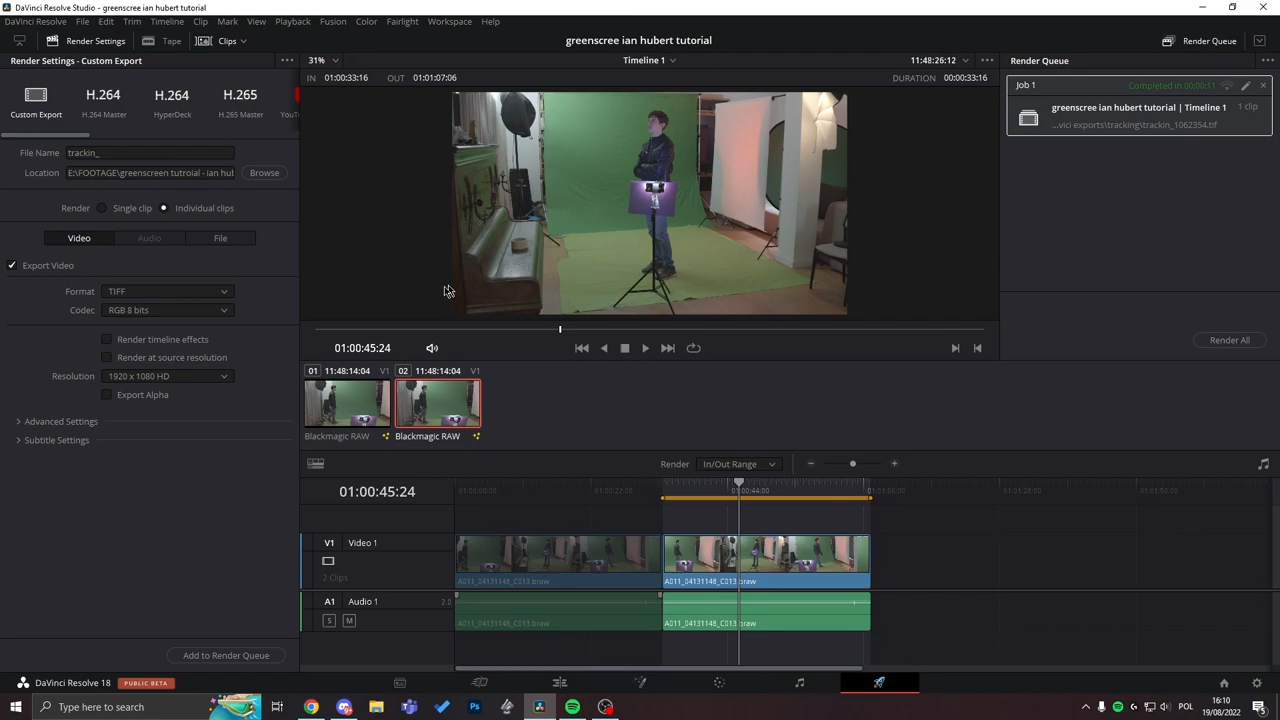 DaVinci Resolve Studio - greenscree ian hubert tutorial
DaVinci Resolve File Edit Trim Timeline Clip Mark View Playback Fusion Color Fairlight Workspace Help
Render Settings Tape Clips greenscree ian hubert tutorial Render Queue
Render Settings - Custom Export 31% Timeline 1 11:48:26:12 Render Queue
IN 01:00:33:16 OUT 01:01:07:06 DURATION 00:00:33:16
Job 1 Completed in 00:00:11
H.264 H.264 H.265
Custom Export H.264 Master HyperDeck H.265 Master
greenscree ian hubert tutorial | Timeline 1 1 clip
...vici exports\tracking\trackin_1062354.tif
File Name trackin_
Location E:\FOOTAGE\greenscreen tutroial - ian hut Browse
Render Single clip Individual clips
Video Audio File
Export Video
Format TIFF
Codec RGB 8 bits
Render timeline effects
Render at source resolution
Resolution 1920 x 1080 HD
Export Alpha
Advanced Settings
Subtitle Settings
01:00:45:24 Render All
01 11:48:14:04 V1 02 11:48:14:04 V1
Blackmagic RAW Blackmagic RAW
Render In/Out Range
01:00:45:24 01:00:00:00 01:00:22:00 01:00:44:00 01:01:06:00 01:01:28:00
V1 Video 1
2 Clips A011_04131148_C013.braw A011_04131148_C013.braw
A1 Audio 1 2.0
S M A011_04131148_C013.braw A011_04131148_C013.braw
Add to Render Queue
DaVinci Resolve 18 PUBLIC BETA
Type here to search POL 16:10
19/08/2022